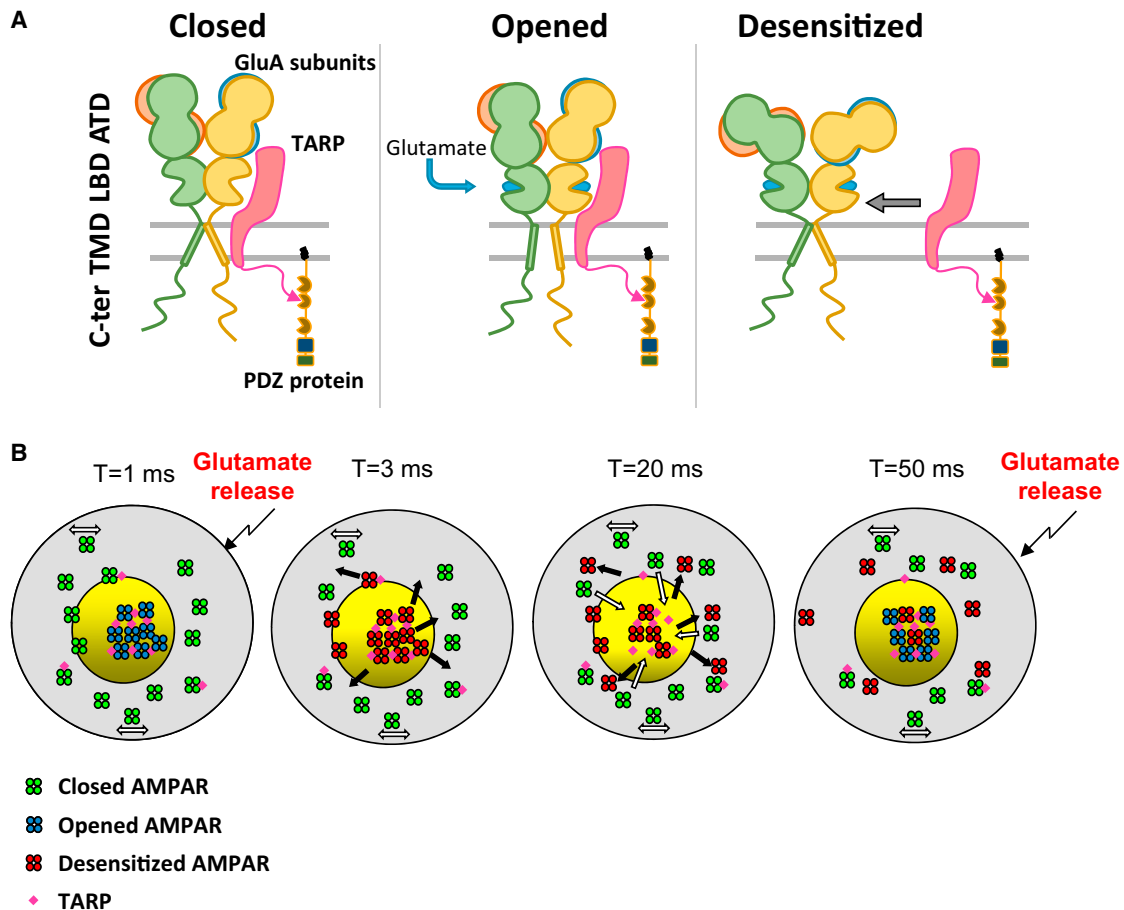 A
Closed
Opened
Desensitized
GluA subunits
TARP
Glutamate
C-ter TMD LBD ATD
PDZ protein
B
T=1 ms
Glutamate
release
T=3 ms
T=20 ms
T=50 ms
Glutamate
release
Closed AMPAR
Opened AMPAR
Desensitized AMPAR
TARP